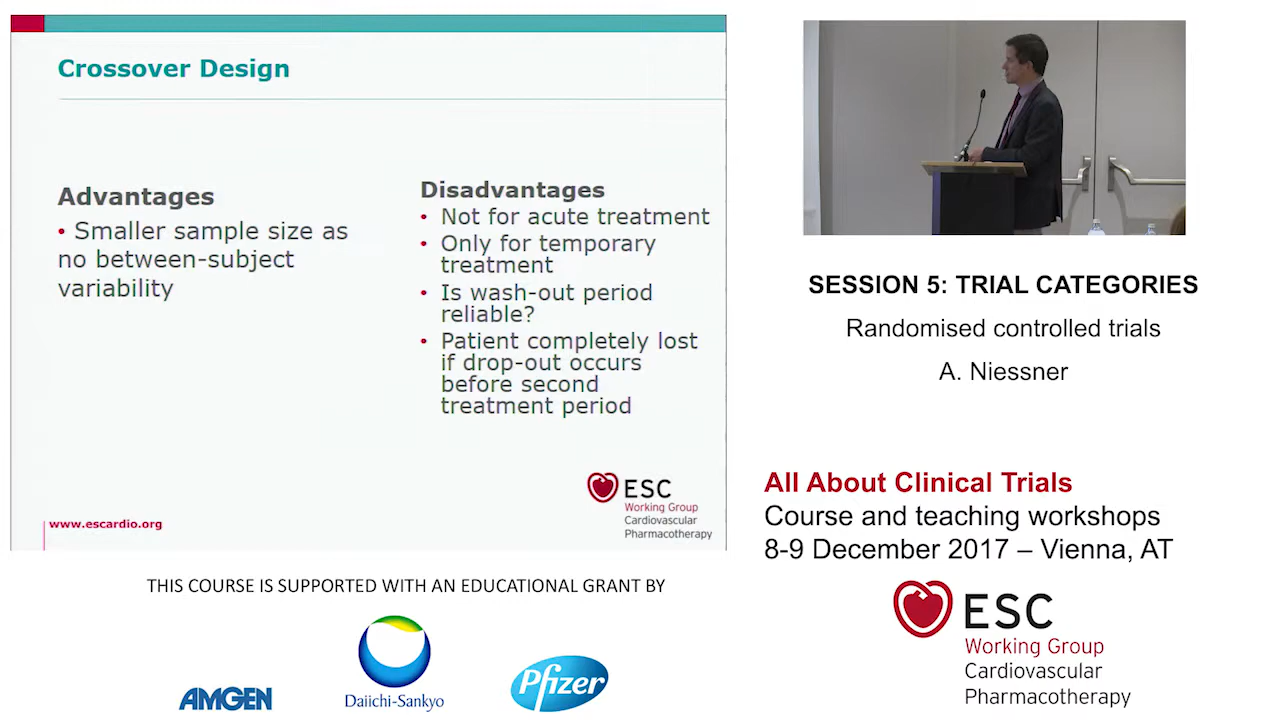 Crossover Design
Advantages
• Smaller sample size as
no between-subject
variability
Disadvantages
• Not for acute treatment
• Only for temporary
treatment
• Is wash-out period
reliable?
• Patient completely lost
if drop-out occurs
before second
treatment period
ESC
Working Group
Cardiovascular
Pharmacotherapy
www.escardio.org
SESSION 5: TRIAL CATEGORIES
Randomised controlled trials
A. Niessner
All About Clinical Trials
Course and teaching workshops
8-9 December 2017 – Vienna, AT
ESC
Working Group
Cardiovascular
Pharmacotherapy
THIS COURSE IS SUPPORTED WITH AN EDUCATIONAL GRANT BY
AMGEN
Daiichi-Sankyo
Pfizer